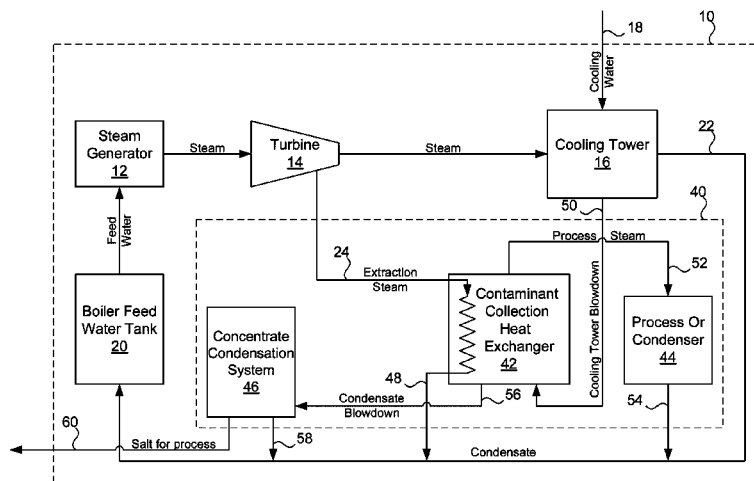 18
10
Cooling
Water
Steam
Generator
12
Steam
Turbine
14
Steam
Cooling Tower
16
22
50
40
Feed
Water
Process
Steam
24
Extraction
Steam
52
Boiler Feed
Water Tank
20
Concentrate
Condensation
System
46
Contaminant
Collection
Heat
Exchanger
42
Cooling Tower Blowdown
Process Or
Condenser
44
48
56
Condensate
Blowdown
54
60
Salt for process
58
Condensate